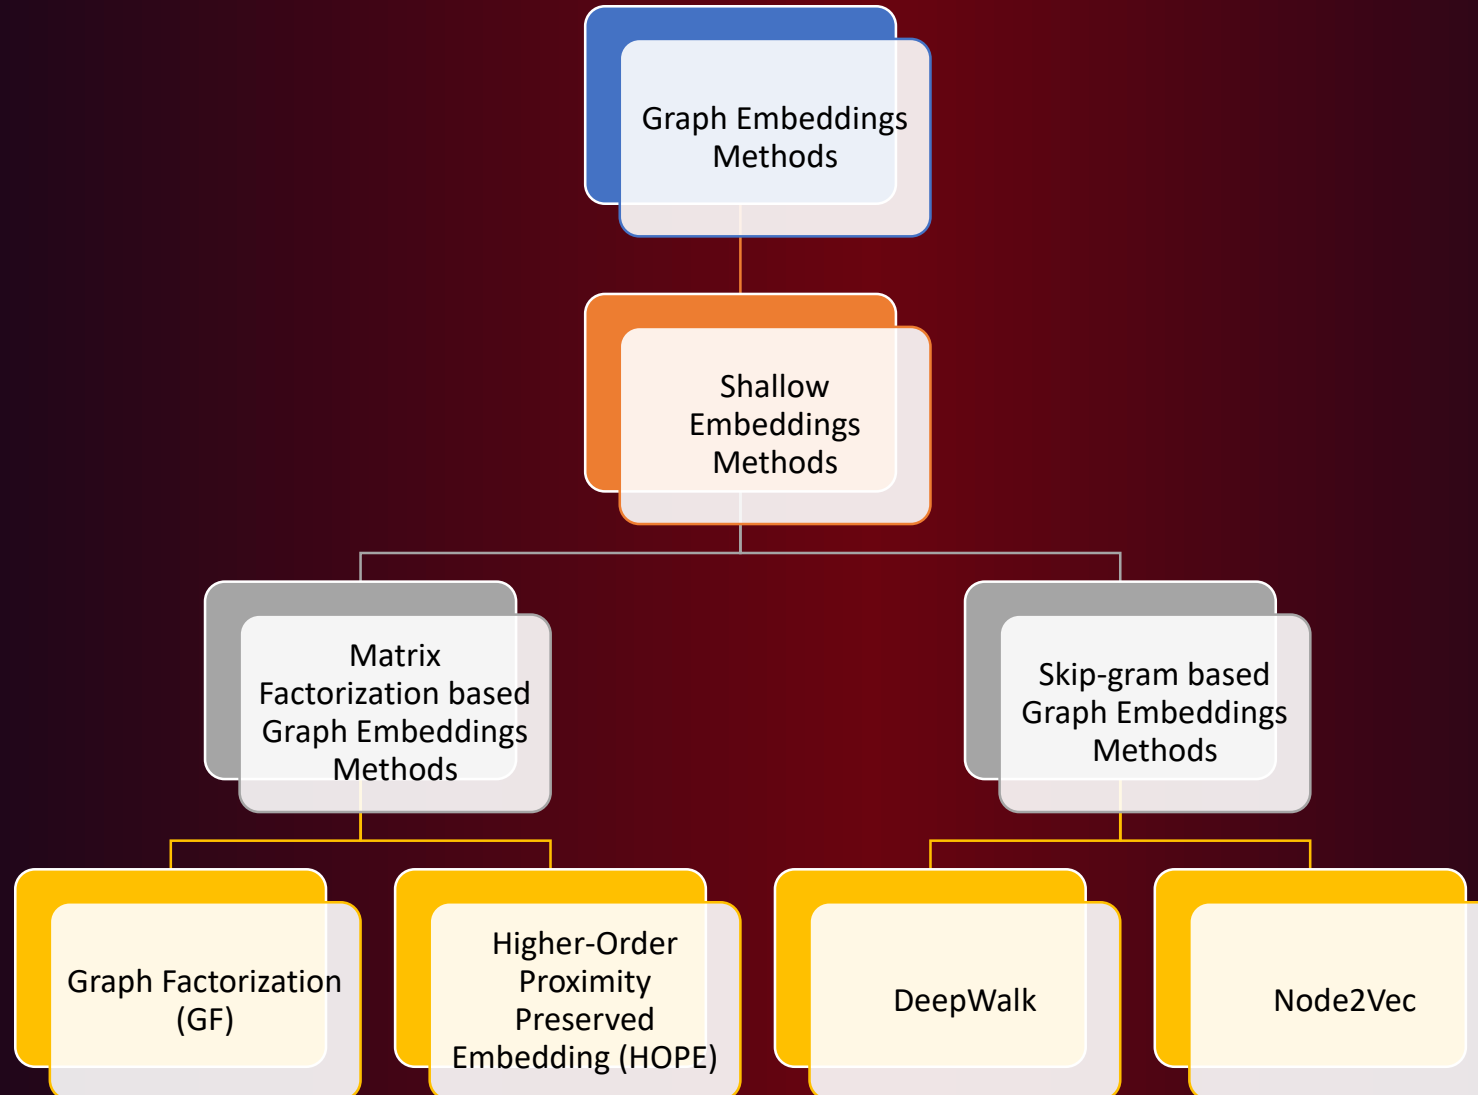 Graph Embeddings
Methods
Shallow
Embeddings
Methods
Matrix
Factorization based
Graph Embeddings
Methods
Skip-gram based
Graph Embeddings
Methods
Graph Factorization
(GF)
Higher-Order
Proximity
Preserved
Embedding (HOPE)
DeepWalk
Node2Vec